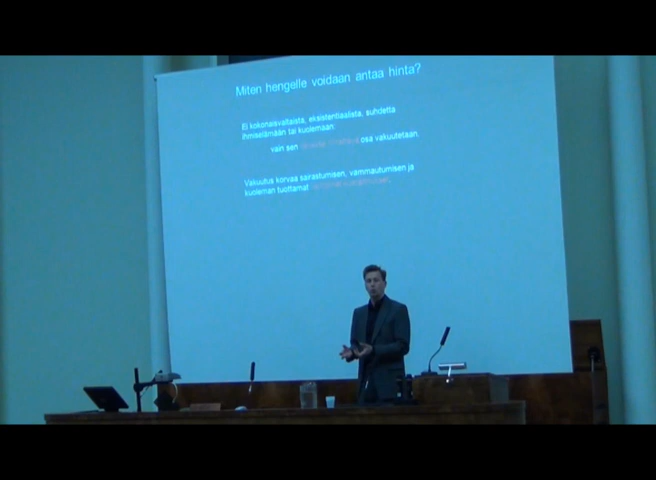 Miten hengelle voidaan antaa hinta?
Ei kokonaisvaltaista, eksistentiaalista, suhdetta
ihmiselämään tai kuolemaan:
vain sen osa vakuutetaan.
Vakuutus korvaa sairastumisen, vammautumisen ja
kuoleman tuottamat